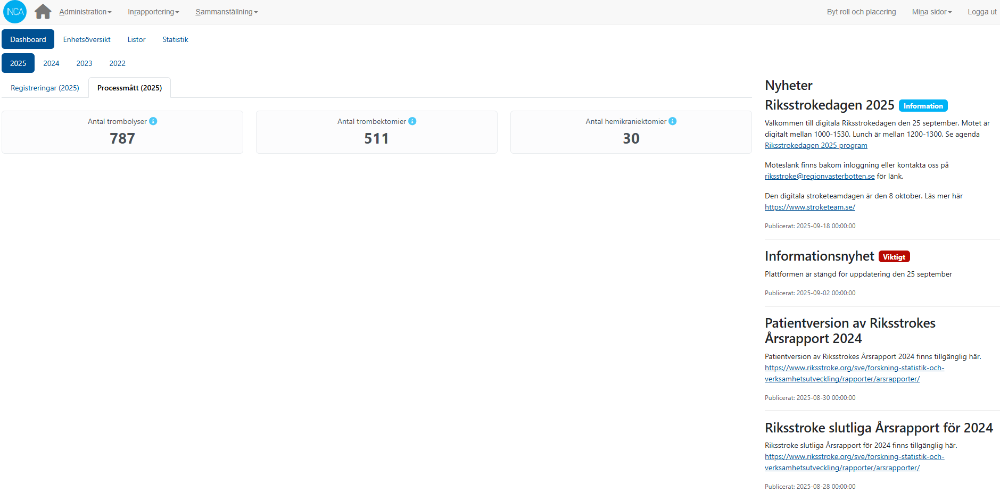 INCA
Administration
Inrapportering
Sammanställning
Byt roll och placering
Mina sidor
Logga ut
Dashboard
Enhetsöversikt
Listor
Statistik
2025
2024
2023
2022
Registreringar (2025)
Processmått (2025)
Antal trombolyser
787
Antal trombektomier
511
Antal hemikraniektomier
30
Nyheter
Riksstrokedagen 2025 Information
Välkommen till digitala Riksstrokedagen den 25 september. Mötet är
digitalt mellan 1000-1530. Lunch är mellan 1200-1300. Se agenda
Riksstrokedagen 2025 program
Möteslänk finns bakom inloggning eller kontakta oss på
riksstroke@regionvasterbotten.se för länk.
Den digitala stroketeamdagen är den 8 oktober. Läs mer här
https://www.stroketeam.se/
Publicerat: 2025-09-18 00:00:00
Informationsnyhet Viktigt
Plattformen är stängd för uppdatering den 25 september
Publicerat: 2025-09-02 00:00:00
Patientversion av Riksstrokes
Årsrapport 2024
Patientversion av Riksstrokes Årsrapport 2024 finns tillgänglig här.
https://www.riksstroke.org/sve/forskning-statistik-och-
verksamhetsutveckling/rapporter/arsrapporter/
Publicerat: 2025-08-30 00:00:00
Riksstroke slutliga Årsrapport för 2024
Riksstroke slutliga Årsrapport för 2024 finns tillgänglig här.
https://www.riksstroke.org/sve/forskning-statistik-och-
verksamhetsutveckling/rapporter/arsrapporter/
Publicerat: 2025-08-28 00:00:00